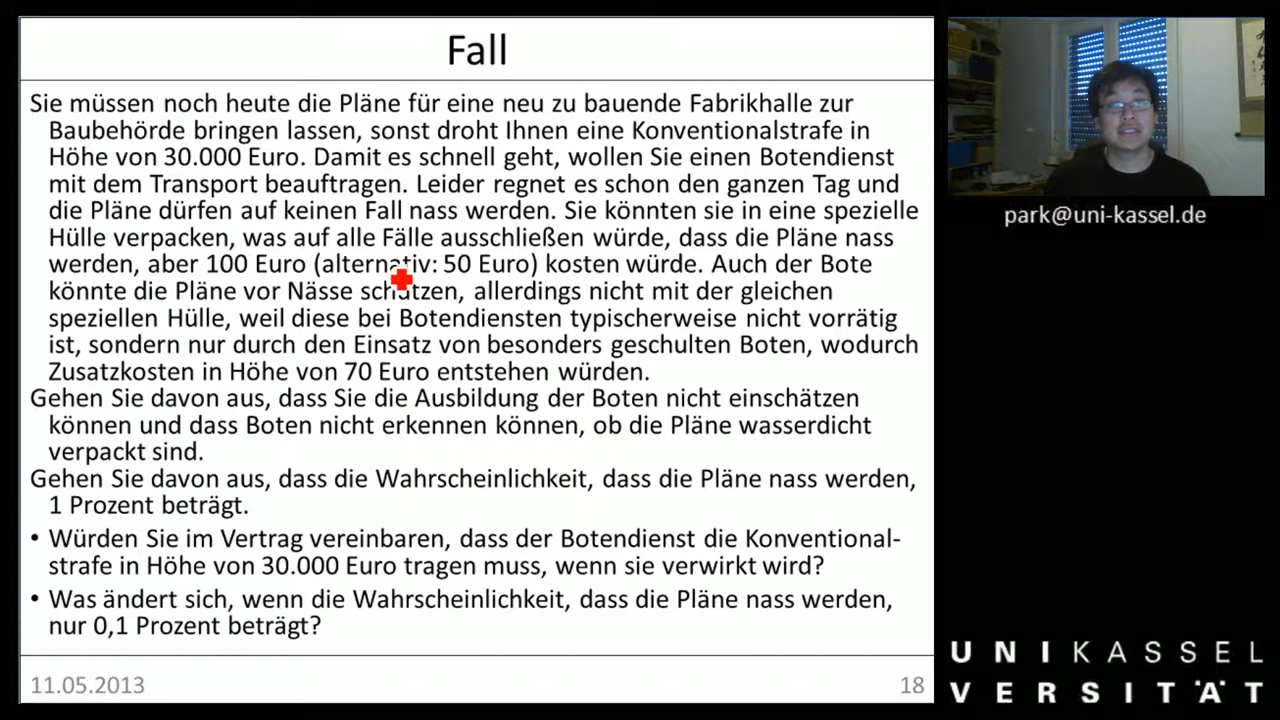 Fall
Sie müssen noch heute die Pläne für eine neu zu bauende Fabrikhalle zur
Baubehörde bringen lassen, sonst droht Ihnen eine Konventionalstrafe in
Höhe von 30.000 Euro. Damit es schnell geht, wollen Sie einen Botendienst
mit dem Transport beauftragen. Leider regnet es schon den ganzen Tag und
die Pläne dürfen auf keinen Fall nass werden. Sie könnten sie in eine spezielle
Hülle verpacken, was auf alle Fälle ausschließen würde, dass die Pläne nass
werden, aber 100 Euro (alternativ: 50 Euro) kosten würde. Auch der Bote
könnte die Pläne vor Nässe schützen, allerdings nicht mit der gleichen
speziellen Hülle, weil diese bei Botendiensten typischerweise nicht vorrätig
ist, sondern nur durch den Einsatz von besonders geschulten Boten, wodurch
Zusatzkosten in Höhe von 70 Euro entstehen würden.
Gehen Sie davon aus, dass Sie die Ausbildung der Boten nicht einschätzen
können und dass Boten nicht erkennen können, ob die Pläne wasserdicht
verpackt sind.
Gehen Sie davon aus, dass die Wahrscheinlichkeit, dass die Pläne nass werden,
1 Prozent beträgt.
• Würden Sie im Vertrag vereinbaren, dass der Botendienst die Konventional-
strafe in Höhe von 30.000 Euro tragen muss, wenn sie verwirkt wird?
• Was ändert sich, wenn die Wahrscheinlichkeit, dass die Pläne nass werden,
nur 0,1 Prozent beträgt?
11.05.2013
18
park@uni-kassel.de
UNIKASSEL
VERSITÄT